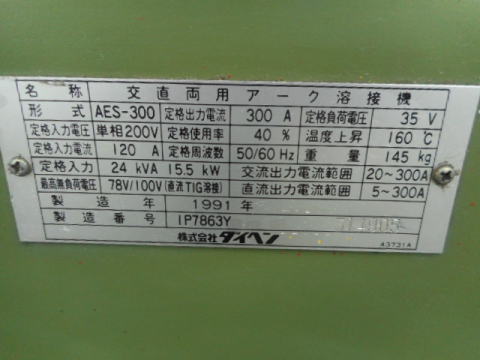 名称 交直両用アーク溶接機
形式 AES-300 定格出力電流 300 A 定格負荷電圧 35 V
定格入力電圧 単相200V 定格使用率 40 % 温度上昇 160 ℃
定格入力電流 120 A 定格周波数 50/60 Hz 重量 145 kg
定格入力 24 kVA 15.5 kW 交流出力電流範囲 20~300A
最高無負荷電圧 78V/100V (直流TIG溶接) 直流出力電流範囲 5~300A
製造年 1991 年
製造番号 1P7863Y
株式会社 ダイヘン A3731A